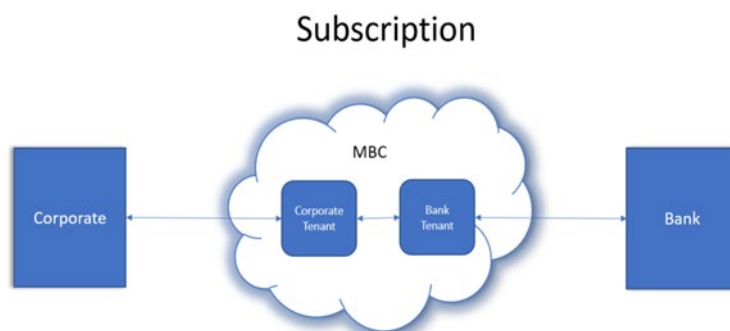 Subscription
MBC
Corporate
Corporate
Tenant
Bank
Tenant
Bank